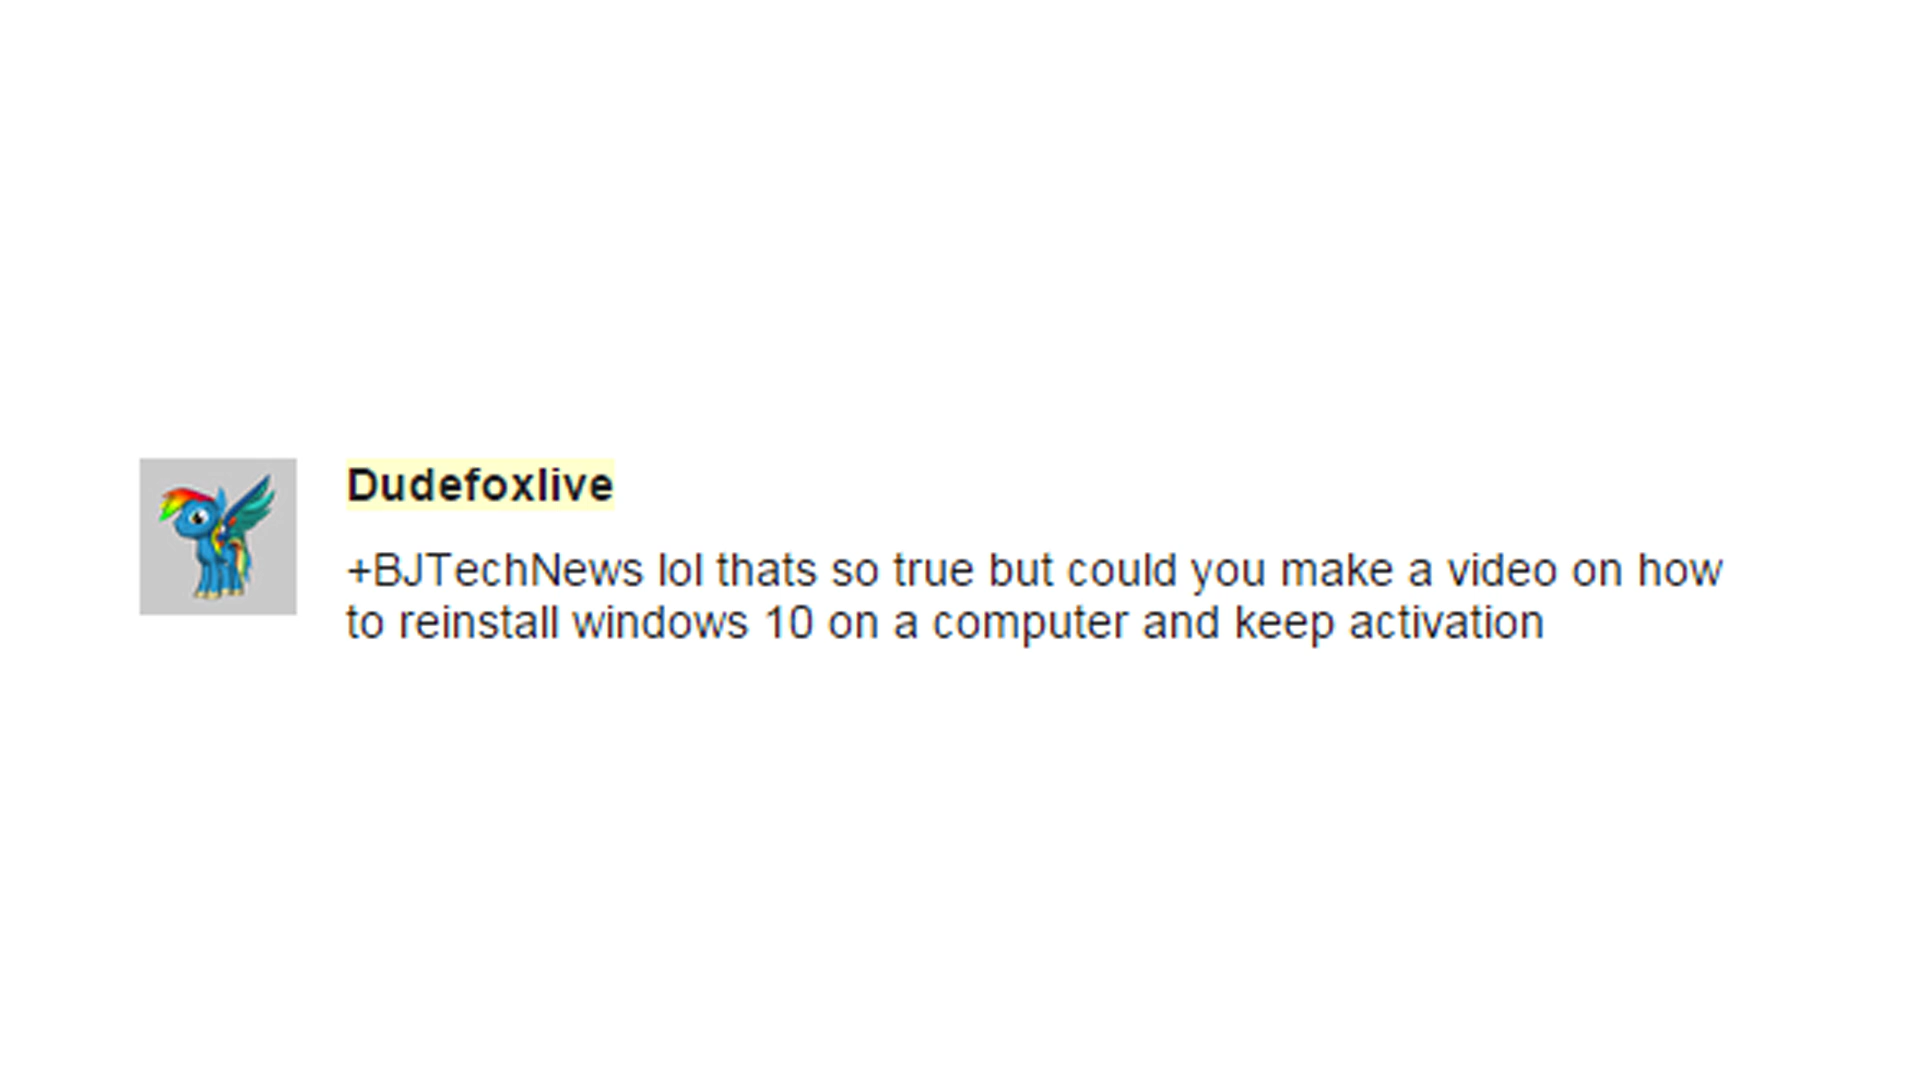 Dudefoxlive
+BJTechNews lol thats so true but could you make a video on how
to reinstall windows 10 on a computer and keep activation